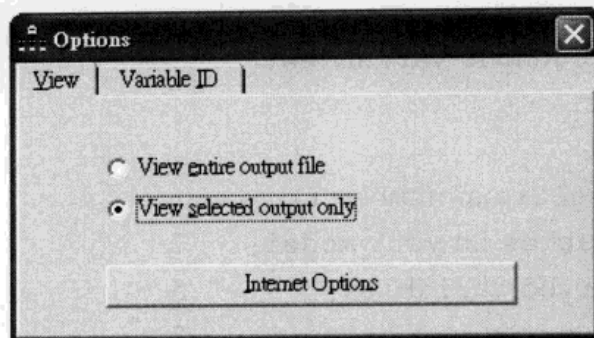 Options
View Variable ID
View entire output file
View selected output only
Internet Options